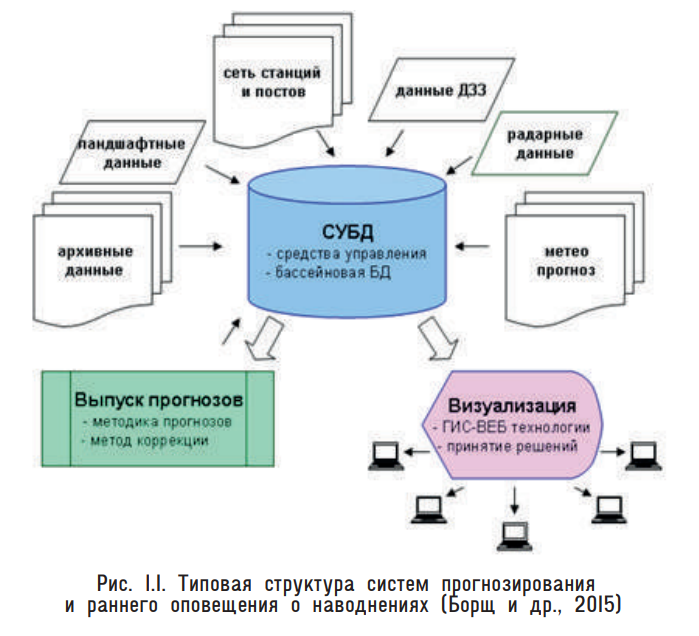 сеть станций
и постов
данные ДЗЗ
ландшафтные
данные
радарные
данные
архивные
данные
СУБД
- средства управления
- бассейновая БД
метео
прогноз
Выпуск прогнозов
- методика прогнозов
- метод коррекции
Визуализация
- ГИС-ВЕБ технологии
- принятие решений
Рис. 1.1. Типовая структура систем прогнозирования
и раннего оповещения о наводнениях (Борщ и др., 2015)